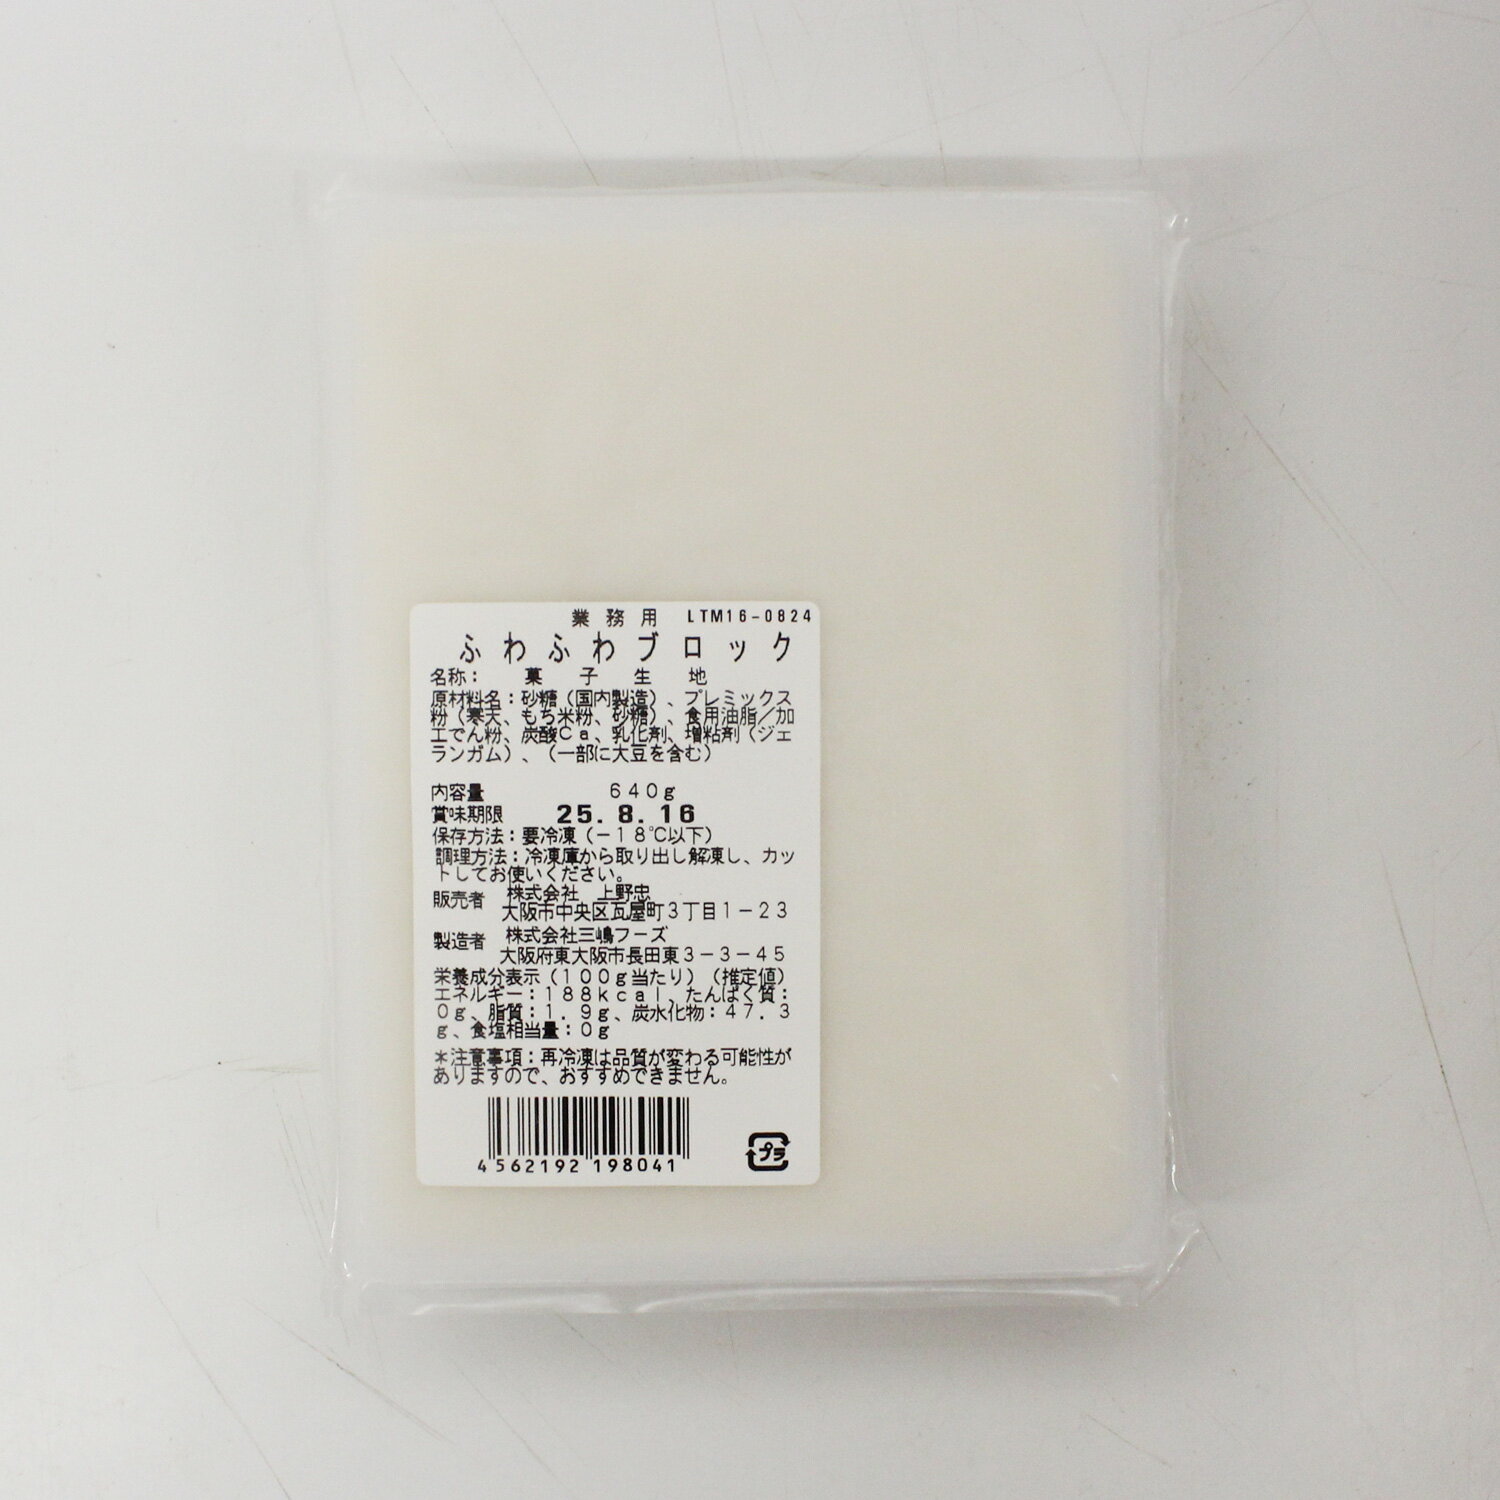 業務用 LTM16-0824
ふわふわブロック
名称： 菓子生地
原材料名：砂糖（国内製造）、プレミックス
粉（寒天、もち米粉、砂糖）、食用油脂／加
工でん粉、炭酸Ｃａ、乳化剤、増粘剤（ジェ
ランガム）、（一部に大豆を含む）
内容量 ６４０ｇ
賞味期限 25.8.16
保存方法：要冷凍（－１８℃以下）
調理方法：冷凍庫から取り出し解凍し、カッ
トしてお使いください。
販売者 株式会社 上野忠
大阪市中央区瓦屋町３丁目１－２３
製造者 株式会社三嶋フーズ
大阪府東大阪市長田東３－３－４５
栄養成分表示（１００ｇ当たり）（推定値）
エネルギー：１８８ｋｃａｌ、たんぱく質：
０ｇ、脂質：１．９ｇ、炭水化物：４７．３
ｇ、食塩相当量：０ｇ
＊注意事項：再冷凍は品質が変わる可能性が
ありますので、おすすめできません。
4562192198041
プラ